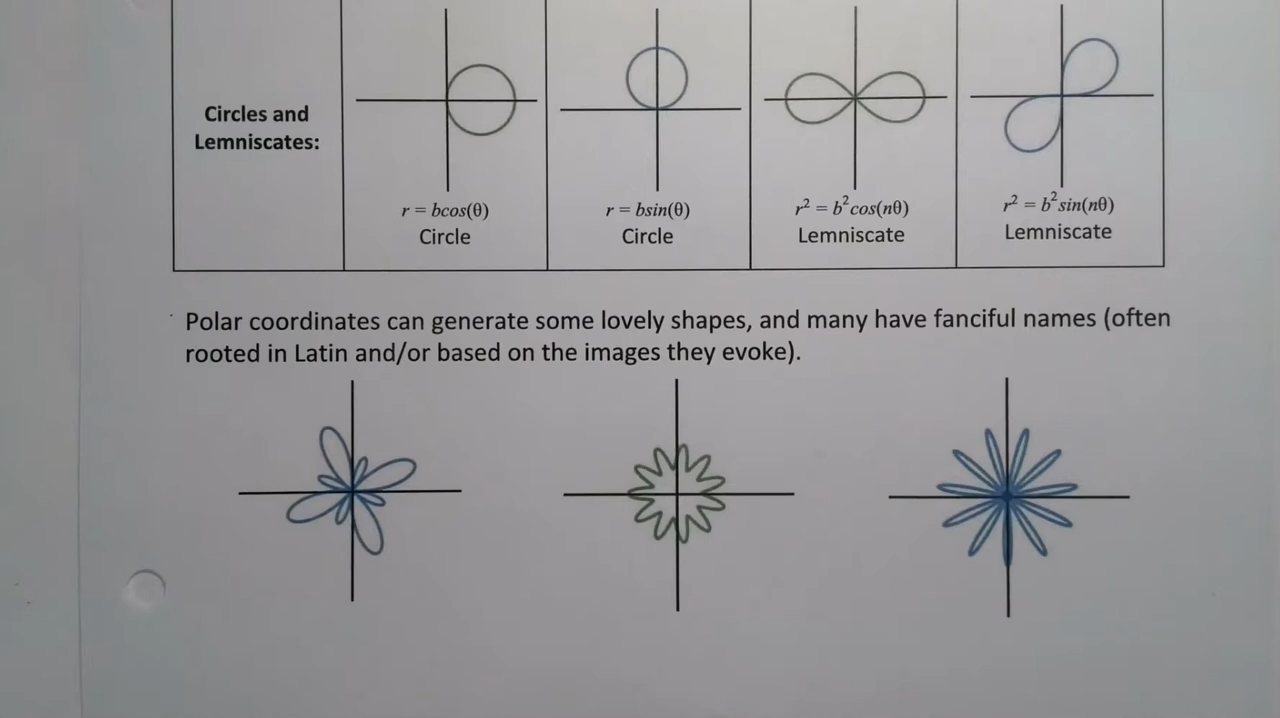 Circles and
Lemniscates:
r = bcos(θ)
Circle
r = bsin(θ)
Circle
r² = b²cos(nθ)
Lemniscate
r² = b²sin(nθ)
Lemniscate
Polar coordinates can generate some lovely shapes, and many have fanciful names (often
rooted in Latin and/or based on the images they evoke).